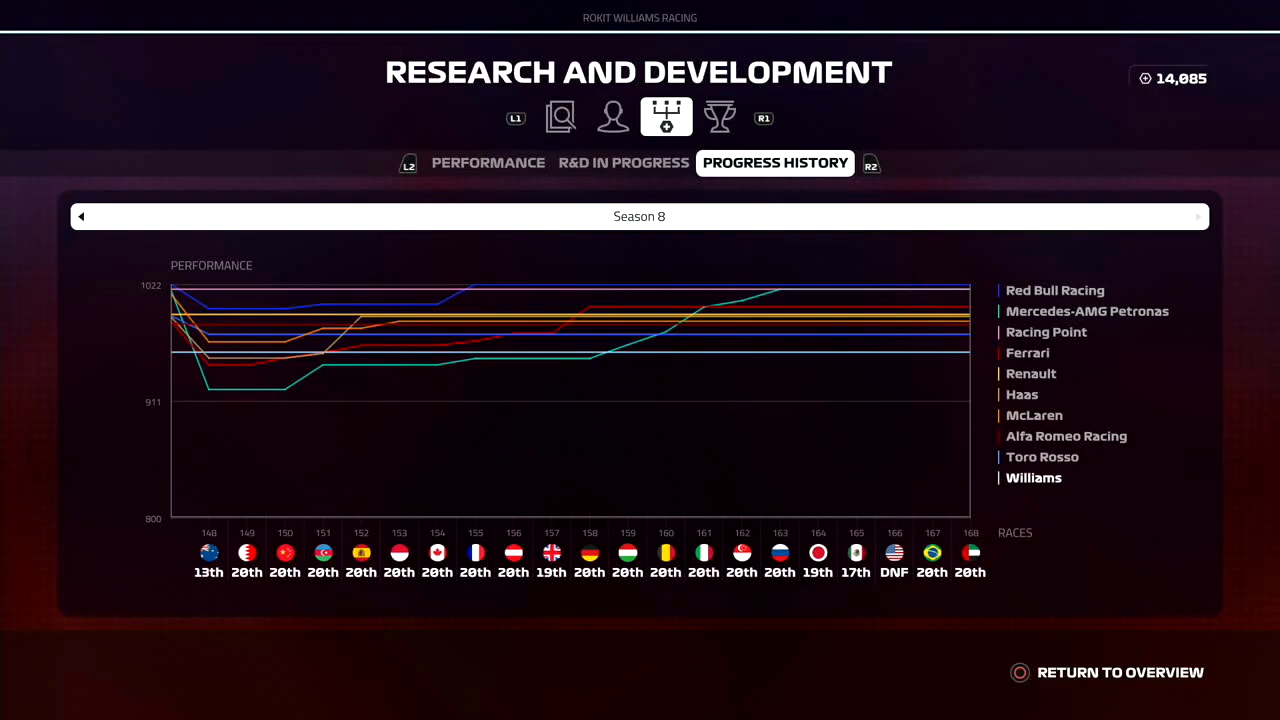 ROKIT WILLIAMS RACING
RESEARCH AND DEVELOPMENT
14,085
L1 R1
L2 PERFORMANCE R&D IN PROGRESS PROGRESS HISTORY R2
Season 8
PERFORMANCE
1022
911
800
Red Bull Racing
Mercedes-AMG Petronas
Racing Point
Ferrari
Renault
Haas
McLaren
Alfa Romeo Racing
Toro Rosso
Williams
148 149 150 151 152 153 154 155 156 157 158 159 160 161 162 163 164 165 166 167 168 RACES
13th 20th 20th 20th 20th 20th 20th 20th 20th 19th 20th 20th 20th 20th 20th 20th 19th 17th DNF 20th 20th
RETURN TO OVERVIEW